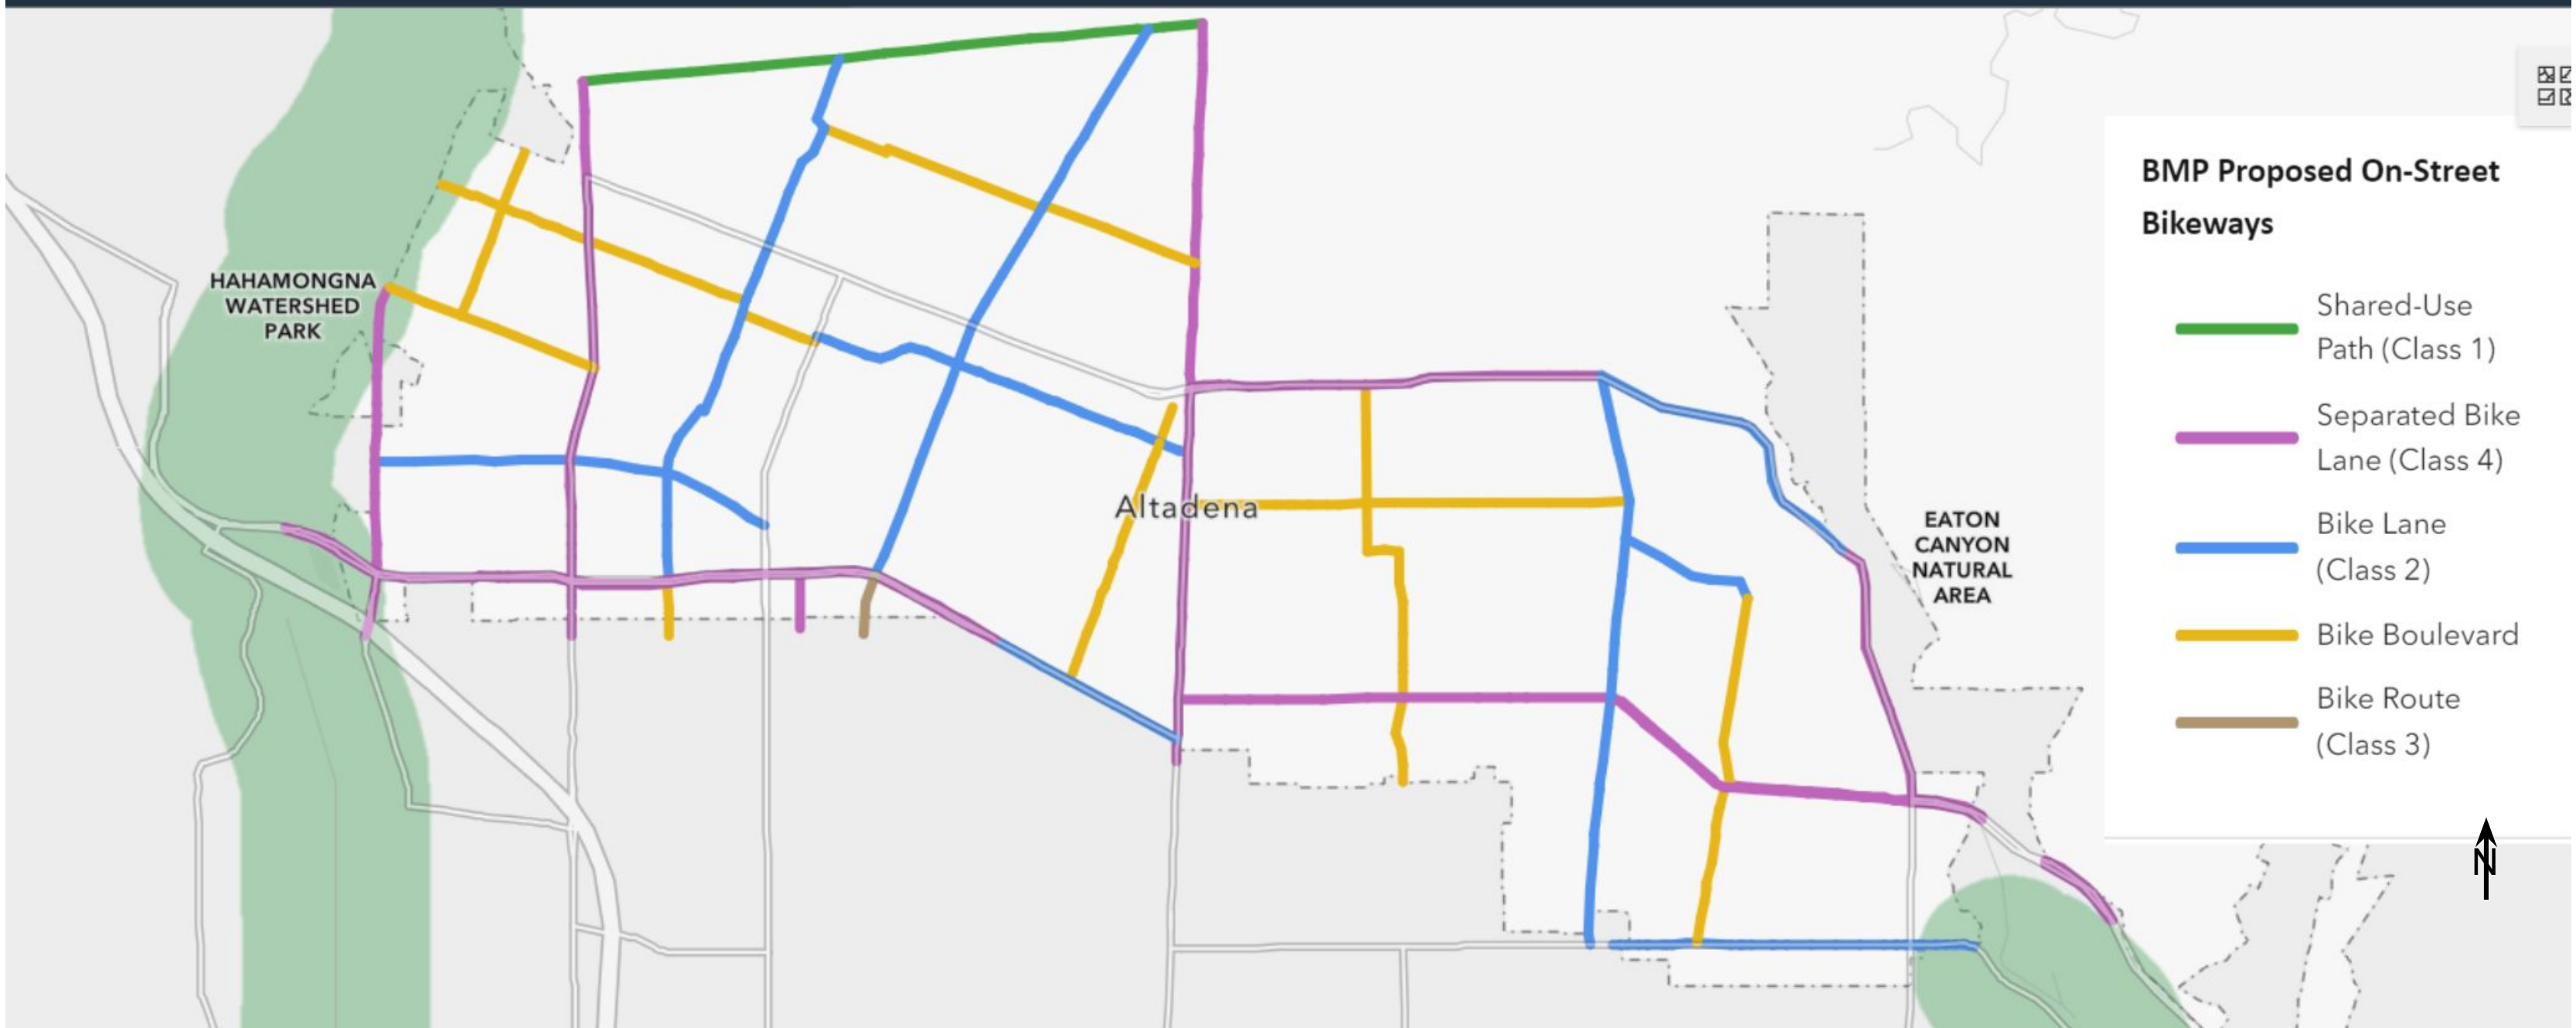 HAHAMONGNA
WATERSHED
PARK
Altadena
EATON
CANYON
NATURAL
AREA
BMP Proposed On-Street
Bikeways
Shared-Use
Path (Class 1)
Separated Bike
Lane (Class 4)
Bike Lane
(Class 2)
Bike Boulevard
Bike Route
(Class 3)
N